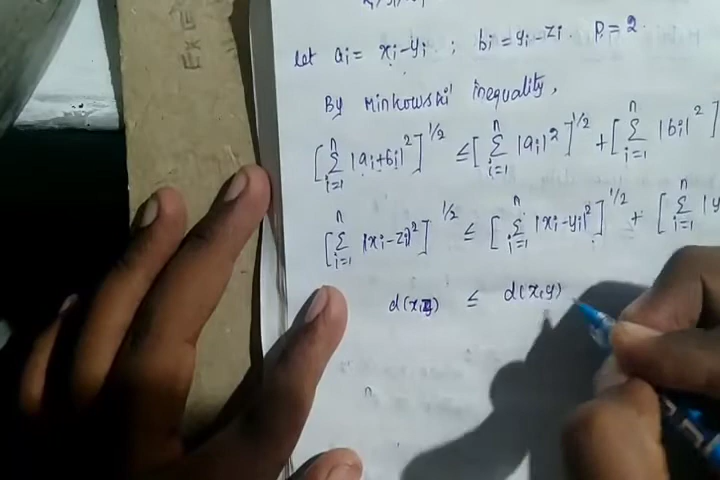 let ai = xi-yi ; bi = yi-zi . P=2.
By Minkowski' inequality,
[Σ_{i=1}^{n} |ai+bi|²]^{1/2} ≤ [Σ_{i=1}^{n} |ai|²]^{1/2} + [Σ_{i=1}^{n} |bi|²]
[Σ_{i=1}^{n} |xi-zi|²]^{1/2} ≤ [Σ_{i=1}^{n} |xi-yi|²]^{1/2} + [Σ_{i=1}^{n} |y
≤ d(x,y)